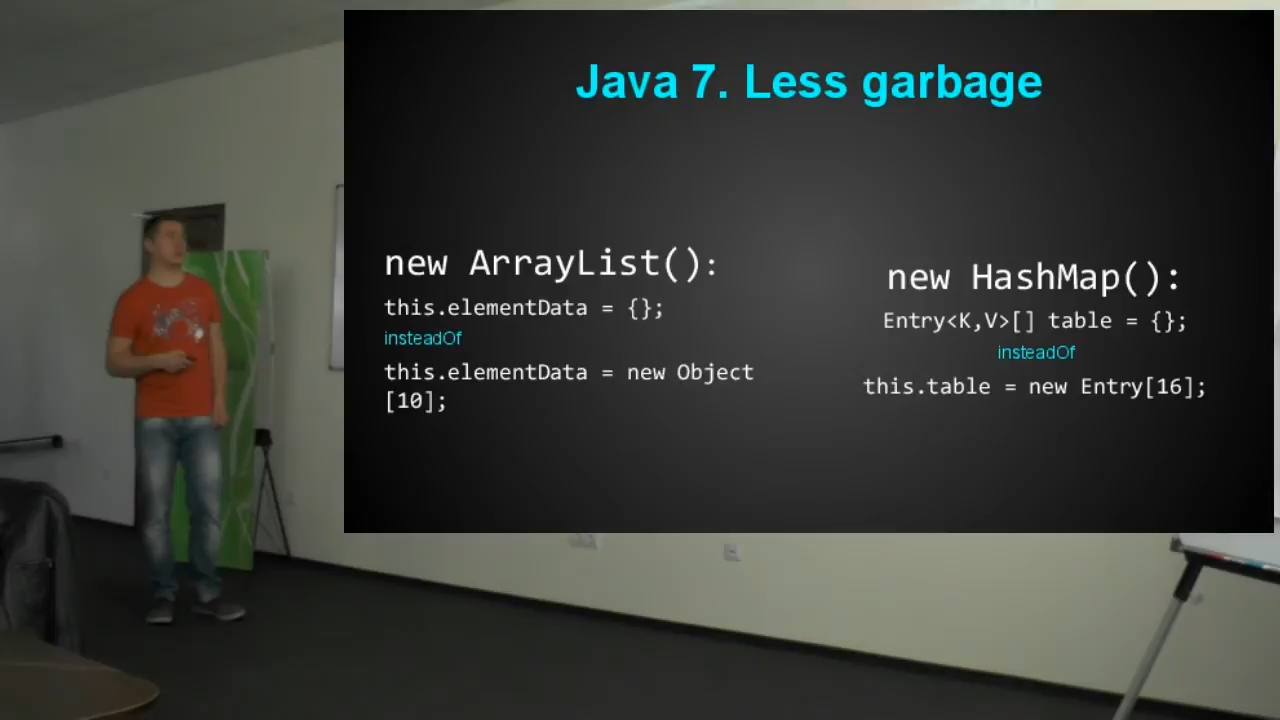 Java 7. Less garbage
new ArrayList():
this.elementData = {};
insteadOf
this.elementData = new Object
[10];
new HashMap():
Entry<K,V>[] table = {};
insteadOf
this.table = new Entry[16];